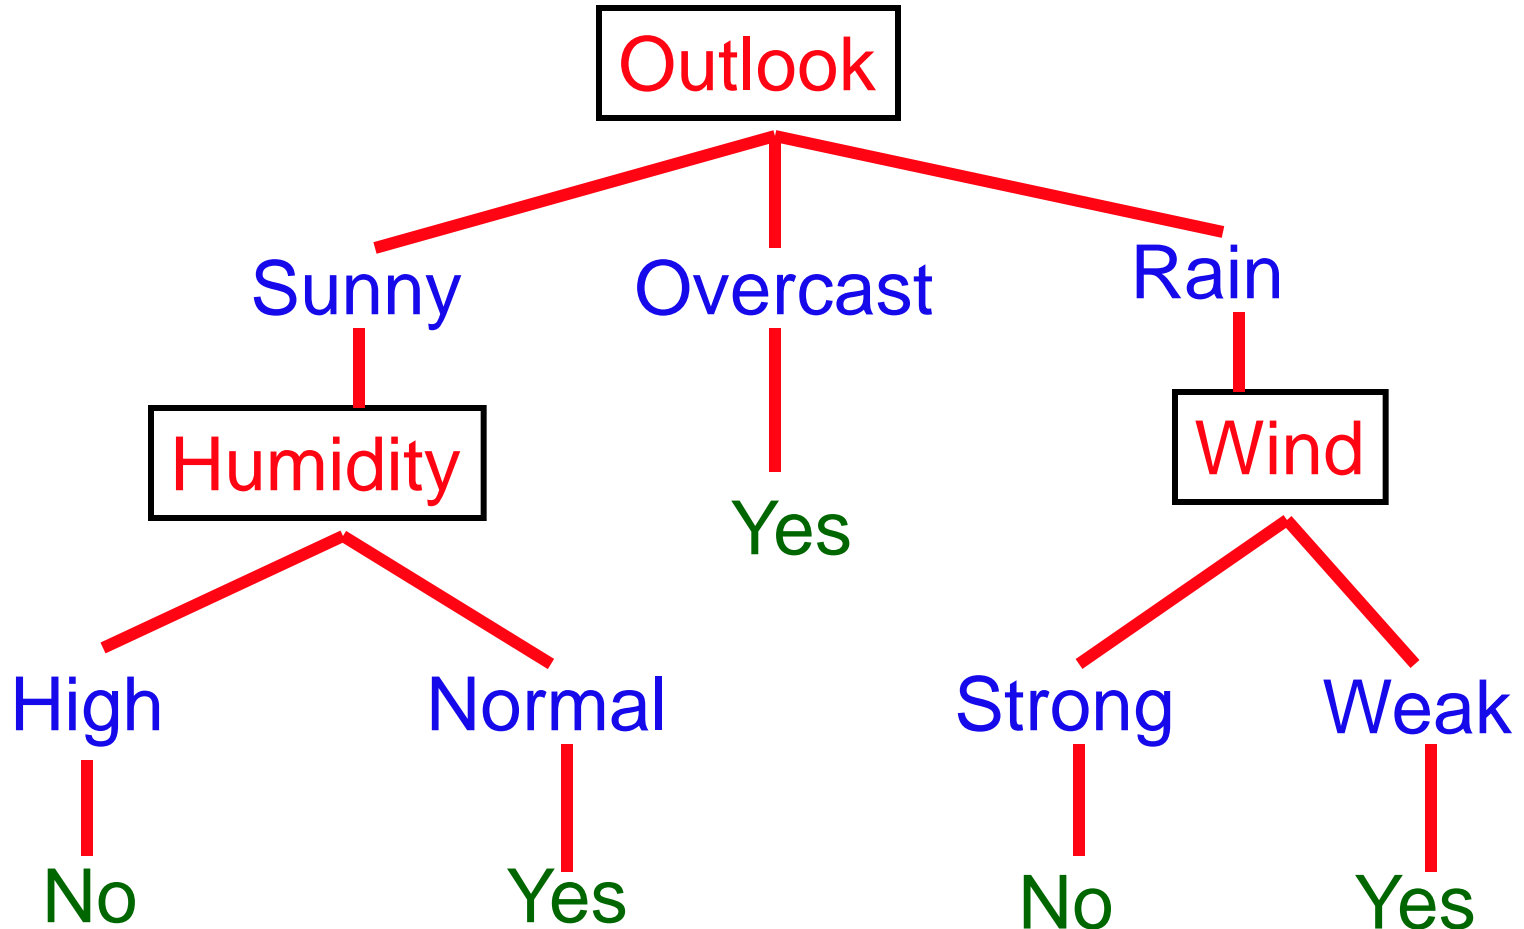 Outlook
Sunny Overcast Rain
Humidity Wind
Yes
High Normal Strong Weak
No Yes No Yes